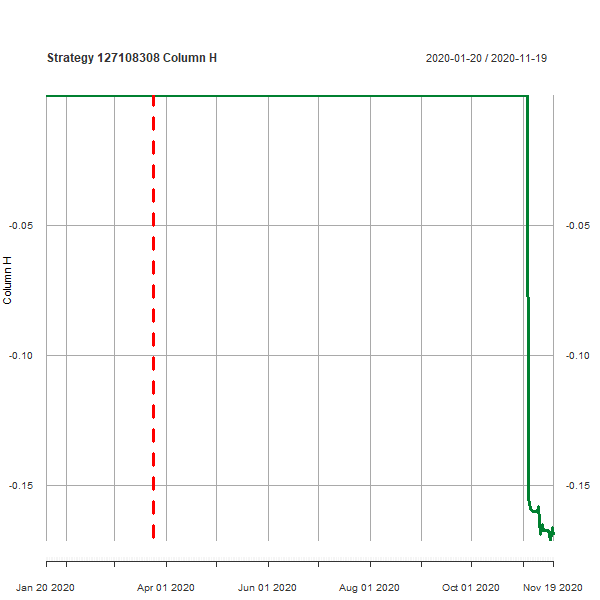 Strategy 127108308 Column H
2020-01-20 / 2020-11-19
-0.05
-0.05
Column H
-0.10
-0.10
-0.15
-0.15
Jan 20 2020
Apr 01 2020
Jun 01 2020
Aug 01 2020
Oct 01 2020
Nov 19 2020